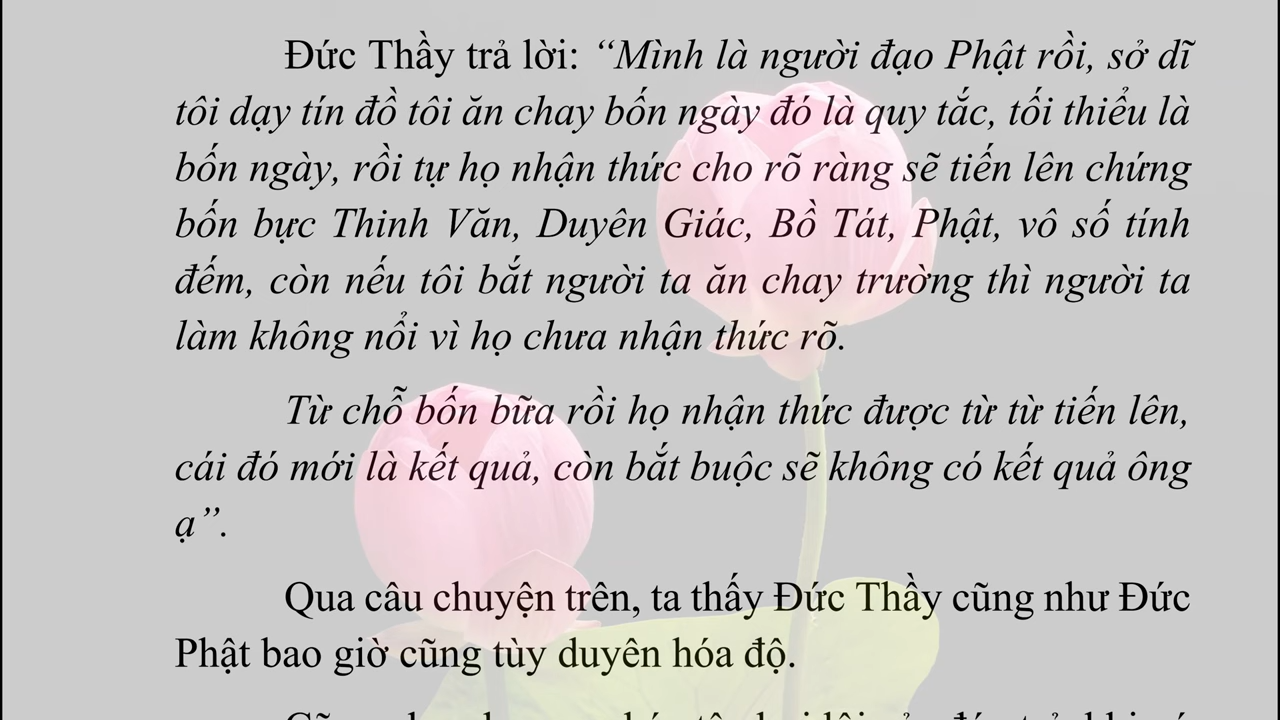 Đức Thầy trả lời: “Mình là người đạo Phật rồi, sở dĩ
tôi dạy tín đồ tôi ăn chay bốn ngày đó là quy tắc, tối thiểu là
bốn ngày, rồi tự họ nhận thức cho rõ ràng sẽ tiến lên chứng
bốn bực Thinh Văn, Duyên Giác, Bồ Tát, Phật, vô số tính
đếm, còn nếu tôi bắt người ta ăn chay trường thì người ta
làm không nổi vì họ chưa nhận thức rõ.
Từ chỗ bốn bữa rồi họ nhận thức được từ từ tiến lên,
cái đó mới là kết quả, còn bắt buộc sẽ không có kết quả ông
ạ”.
Qua câu chuyện trên, ta thấy Đức Thầy cũng như Đức
Phật bao giờ cũng tùy duyên hóa độ.